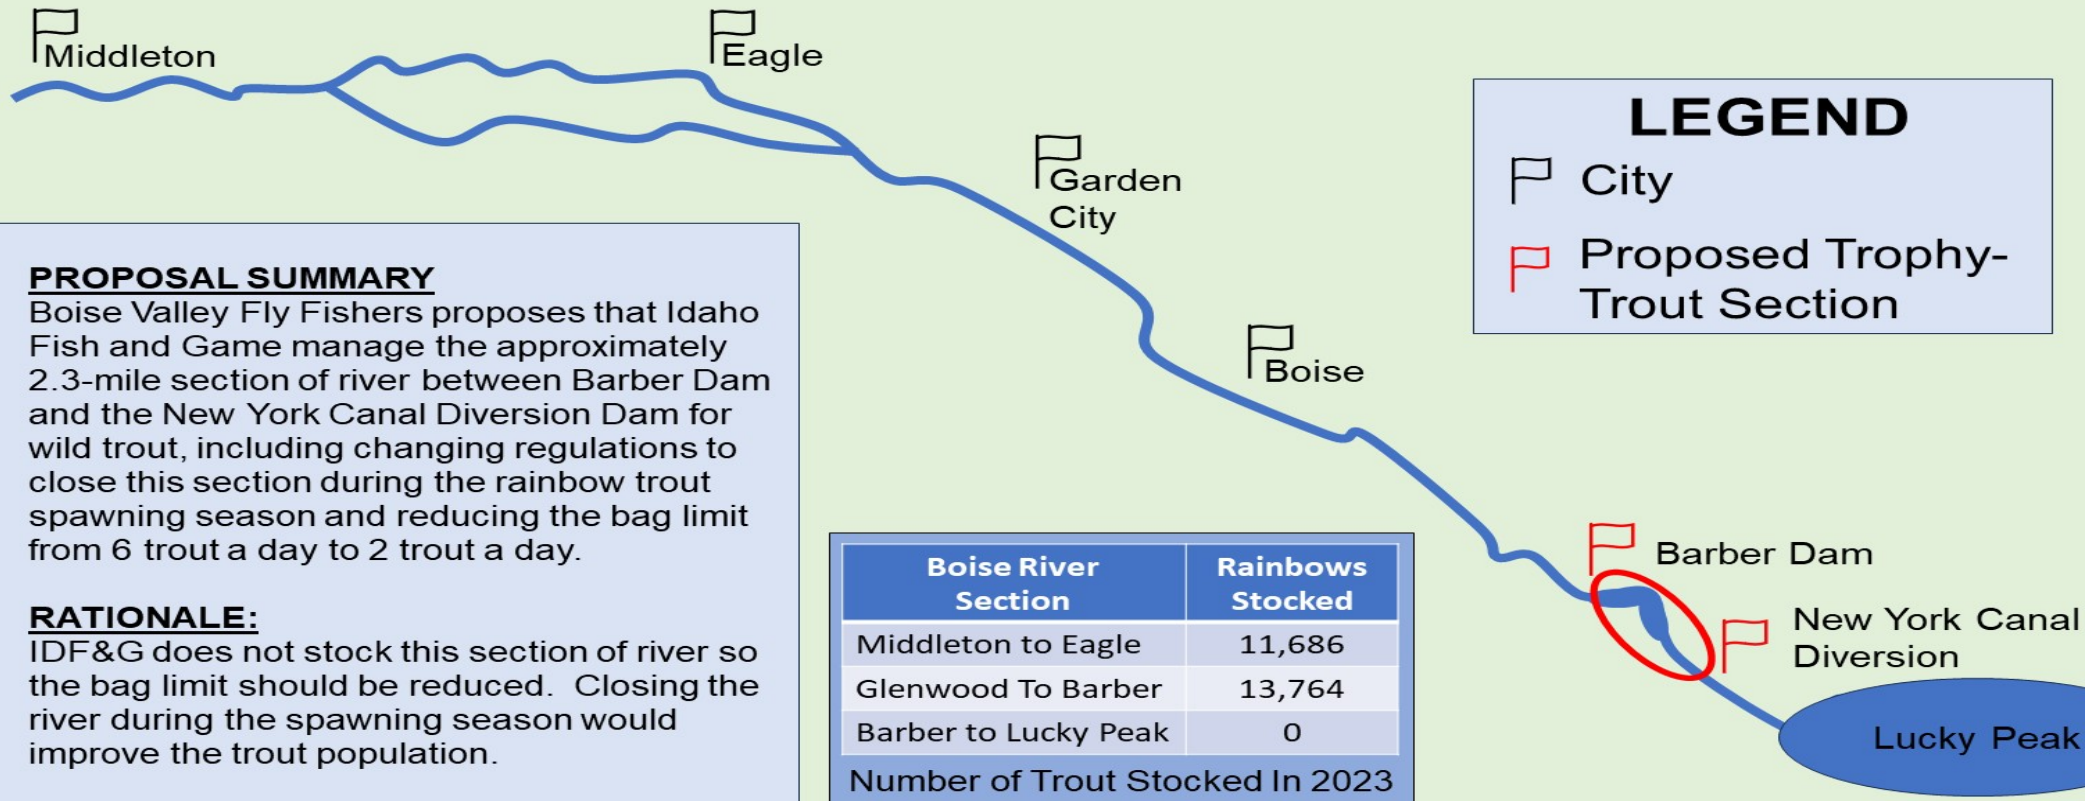 Middleton
Eagle
Garden
City
Boise
LEGEND
City
Proposed Trophy-
Trout Section
PROPOSAL SUMMARY
Boise Valley Fly Fishers proposes that Idaho
Fish and Game manage the approximately
2.3-mile section of river between Barber Dam
and the New York Canal Diversion Dam for
wild trout, including changing regulations to
close this section during the rainbow trout
spawning season and reducing the bag limit
from 6 trout a day to 2 trout a day.
RATIONALE:
IDF&G does not stock this section of river so
the bag limit should be reduced.  Closing the
river during the spawning season would
improve the trout population.
Boise River Section Rainbows Stocked
Middleton to Eagle 11,686
Glenwood To Barber 13,764
Barber to Lucky Peak 0
Number of Trout Stocked In 2023
Barber Dam
New York Canal
Diversion
Lucky Peak